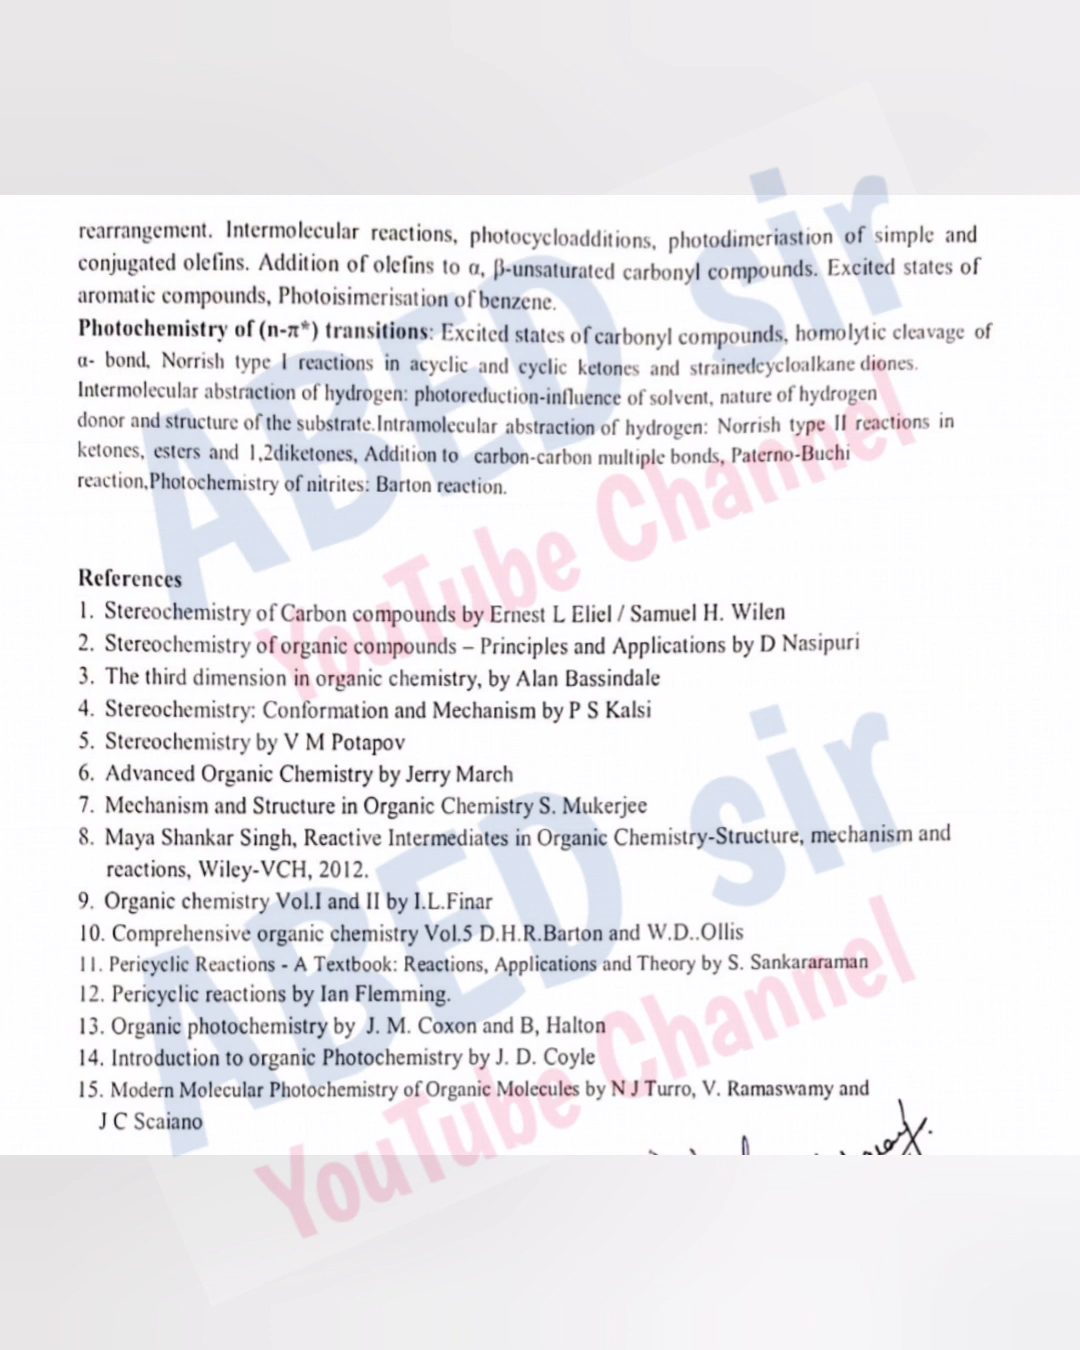 rearrangement. Intermolecular reactions, photocycloadditions, photodimeriastion of simple and
conjugated olefins. Addition of olefins to α, β-unsaturated carbonyl compounds. Excited states of
aromatic compounds, Photoisimerisation of benzene.
Photochemistry of (n-π*) transitions: Excited states of carbonyl compounds, homolytic cleavage of
α- bond, Norrish type I reactions in acyclic and cyclic ketones and strainedcycloalkane diones.
Intermolecular abstraction of hydrogen: photoreduction-influence of solvent, nature of hydrogen
donor and structure of the substrate.Intramolecular abstraction of hydrogen: Norrish type II reactions in
ketones, esters and 1,2diketones, Addition to carbon-carbon multiple bonds, Paterno-Buchi
reaction,Photochemistry of nitrites: Barton reaction.
References
1. Stereochemistry of Carbon compounds by Ernest L Eliel / Samuel H. Wilen
2. Stereochemistry of organic compounds – Principles and Applications by D Nasipuri
3. The third dimension in organic chemistry, by Alan Bassindale
4. Stereochemistry: Conformation and Mechanism by P S Kalsi
5. Stereochemistry by V M Potapov
6. Advanced Organic Chemistry by Jerry March
7. Mechanism and Structure in Organic Chemistry S. Mukerjee
8. Maya Shankar Singh, Reactive Intermediates in Organic Chemistry-Structure, mechanism and
reactions, Wiley-VCH, 2012.
9. Organic chemistry Vol.I and II by I.L.Finar
10. Comprehensive organic chemistry Vol.5 D.H.R.Barton and W.D..Ollis
11. Pericyclic Reactions - A Textbook: Reactions, Applications and Theory by S. Sankararaman
12. Pericyclic reactions by Ian Flemming.
13. Organic photochemistry by J. M. Coxon and B, Halton
14. Introduction to organic Photochemistry by J. D. Coyle
15. Modern Molecular Photochemistry of Organic Molecules by N J Turro, V. Ramaswamy and
J C Scaiano
ABED sir
YouTube Channel
ABED sir
YouTube Channel